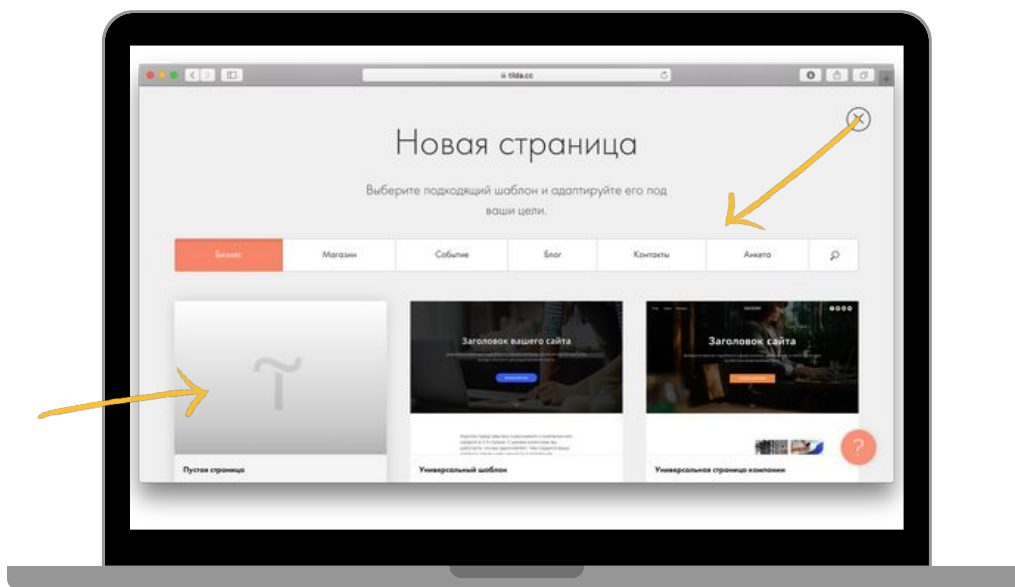 tilda.cc
Новая страница
Выберите подходящий шаблон и адаптируйте его под
ваши цели.
Бизнес
Магазин
Событие
Блог
Контакты
Анкета
Заголовок вашего сайта
Заголовок сайта
?
Пустая страница
Универсальный шаблон
Универсальная страница компании